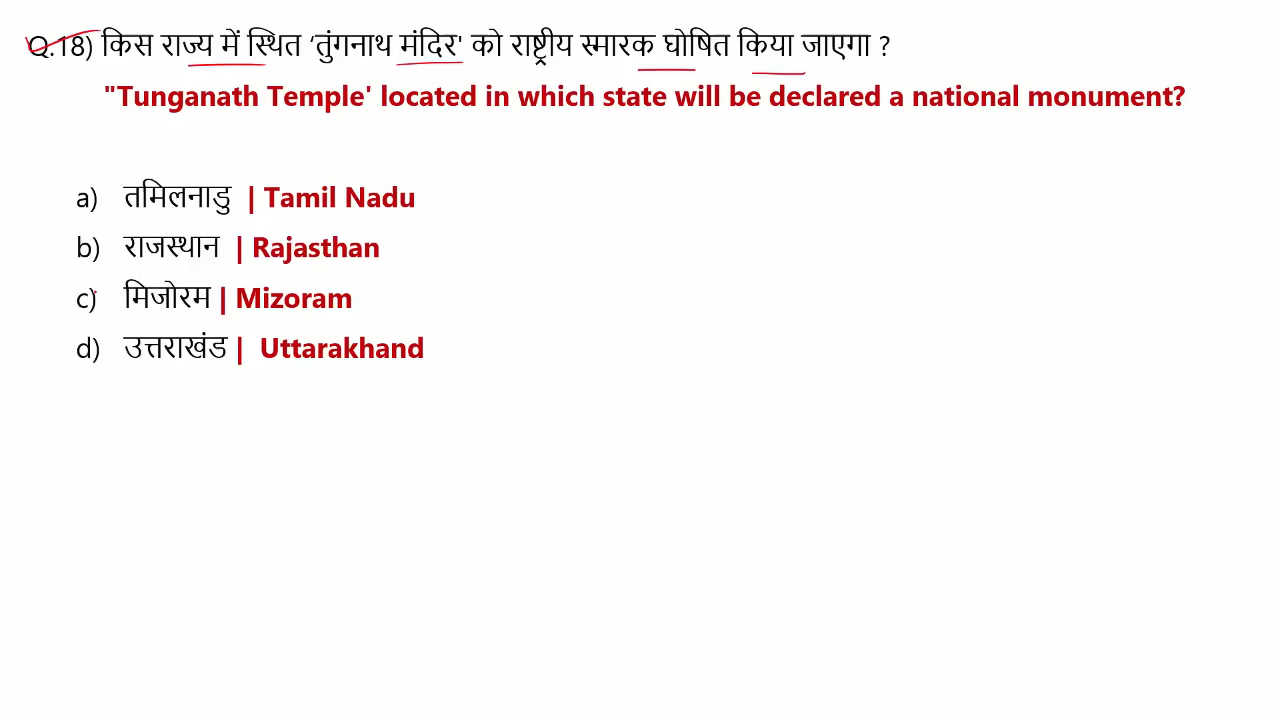 Q.18) किस राज्य में स्थित ‘तुंगनाथ मंदिर' को राष्ट्रीय स्मारक घोषित किया जाएगा ?
"Tunganath Temple' located in which state will be declared a national monument?
a) तमिलनाडु | Tamil Nadu
b) राजस्थान | Rajasthan
c) मिजोरम | Mizoram
d) उत्तराखंड | Uttarakhand